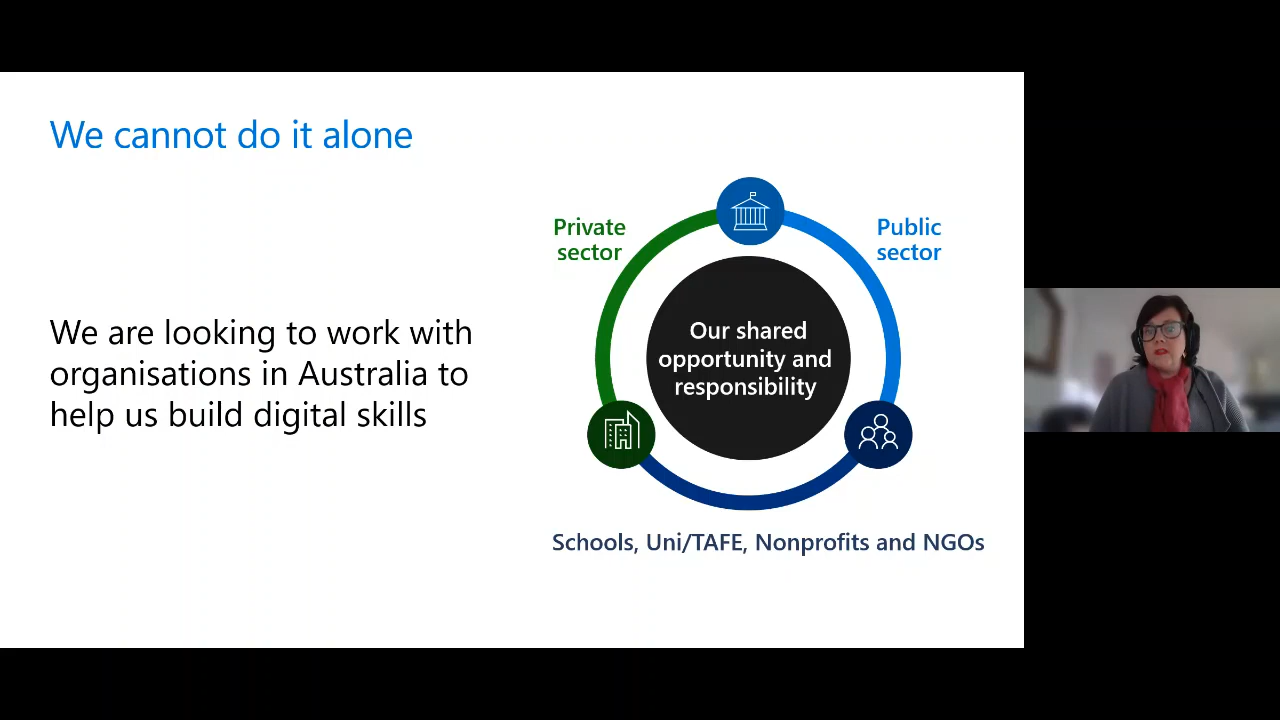 We cannot do it alone
We are looking to work with
organisations in Australia to
help us build digital skills
Private
sector
Public
sector
Our shared
opportunity and
responsibility
Schools, Uni/TAFE, Nonprofits and NGOs